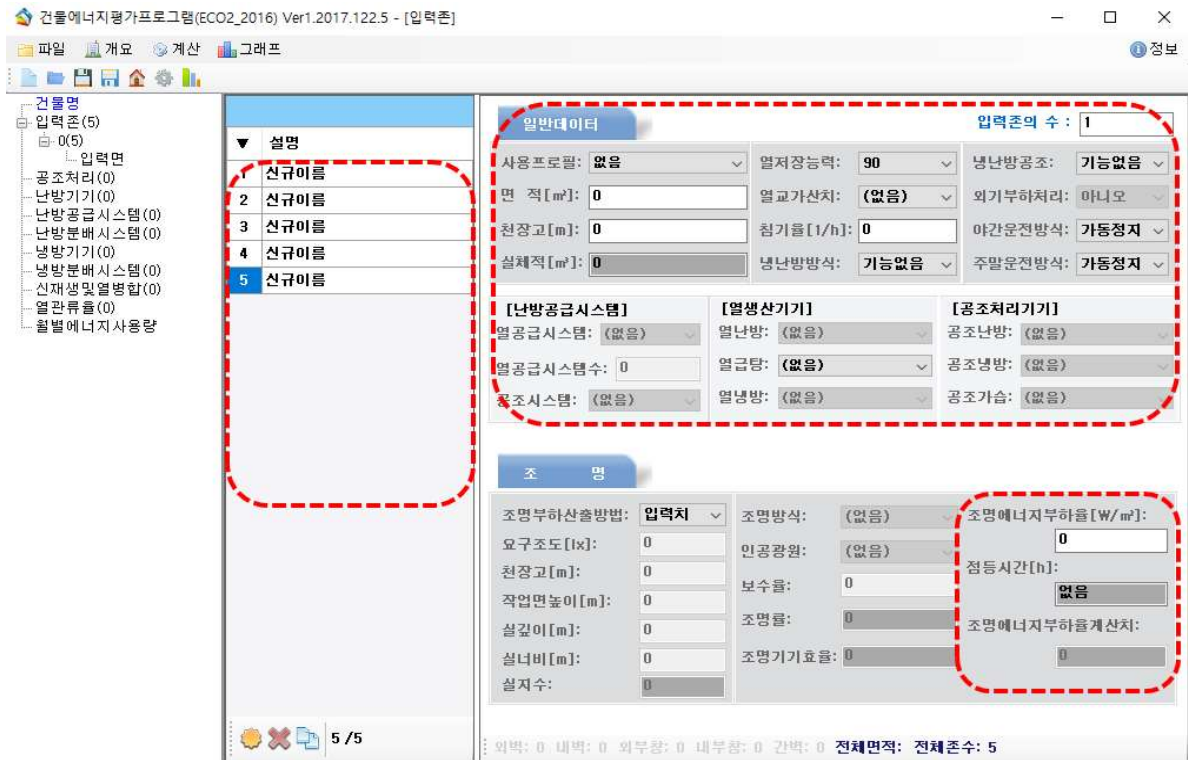 건물에너지평가프로그램(ECO2_2016) Ver1.2017.122.5 - [입력존]
파일 개요 계산 그래프 정보
건물명
입력존(5)
0(5)
입력면
공조처리(0)
난방기기(0)
난방공급시스템(0)
난방분배시스템(0)
냉방기기(0)
냉방분배시스템(0)
신재생및열병합(0)
열관류율(0)
월별에너지사용량
▼ 설명
1 신규이름
2 신규이름
3 신규이름
4 신규이름
5 신규이름
5 /5
일반데이터 입력존의 수 : 1
사용프로필: 없음 열저장능력: 90 냉난방공조: 기능없음
면 적[㎡]: 0 열교가산치: (없음) 외기부하처리: 아니오
천장고[m]: 0 침기율[1/h]: 0 야간운전방식: 가동정지
실체적[㎥]: 0 냉난방방식: 기능없음 주말운전방식: 가동정지
[난방공급시스템] [열생산기기] [공조처리기기]
열공급시스템: (없음) 열난방: (없음) 공조난방: (없음)
열공급시스템수: 0 열급탕: (없음) 공조냉방: (없음)
공조시스템: (없음) 열냉방: (없음) 공조가습: (없음)
조 명
조명부하산출방법: 입력치 조명방식: (없음) 조명에너지부하율[W/㎡]:
요구조도[lx]: 0 인공광원: (없음) 0
천장고[m]: 0 보수율: 0 점등시간[h]:
작업면높이[m]: 0 조명률: 0 없음
실깊이[m]: 0 조명에너지부하율계산치:
실너비[m]: 0 조명기기효율: 0 0
실지수: 0
외벽: 0 내벽: 0 외부창: 0 내부창: 0 간벽: 0 전체면적: 전체존수: 5